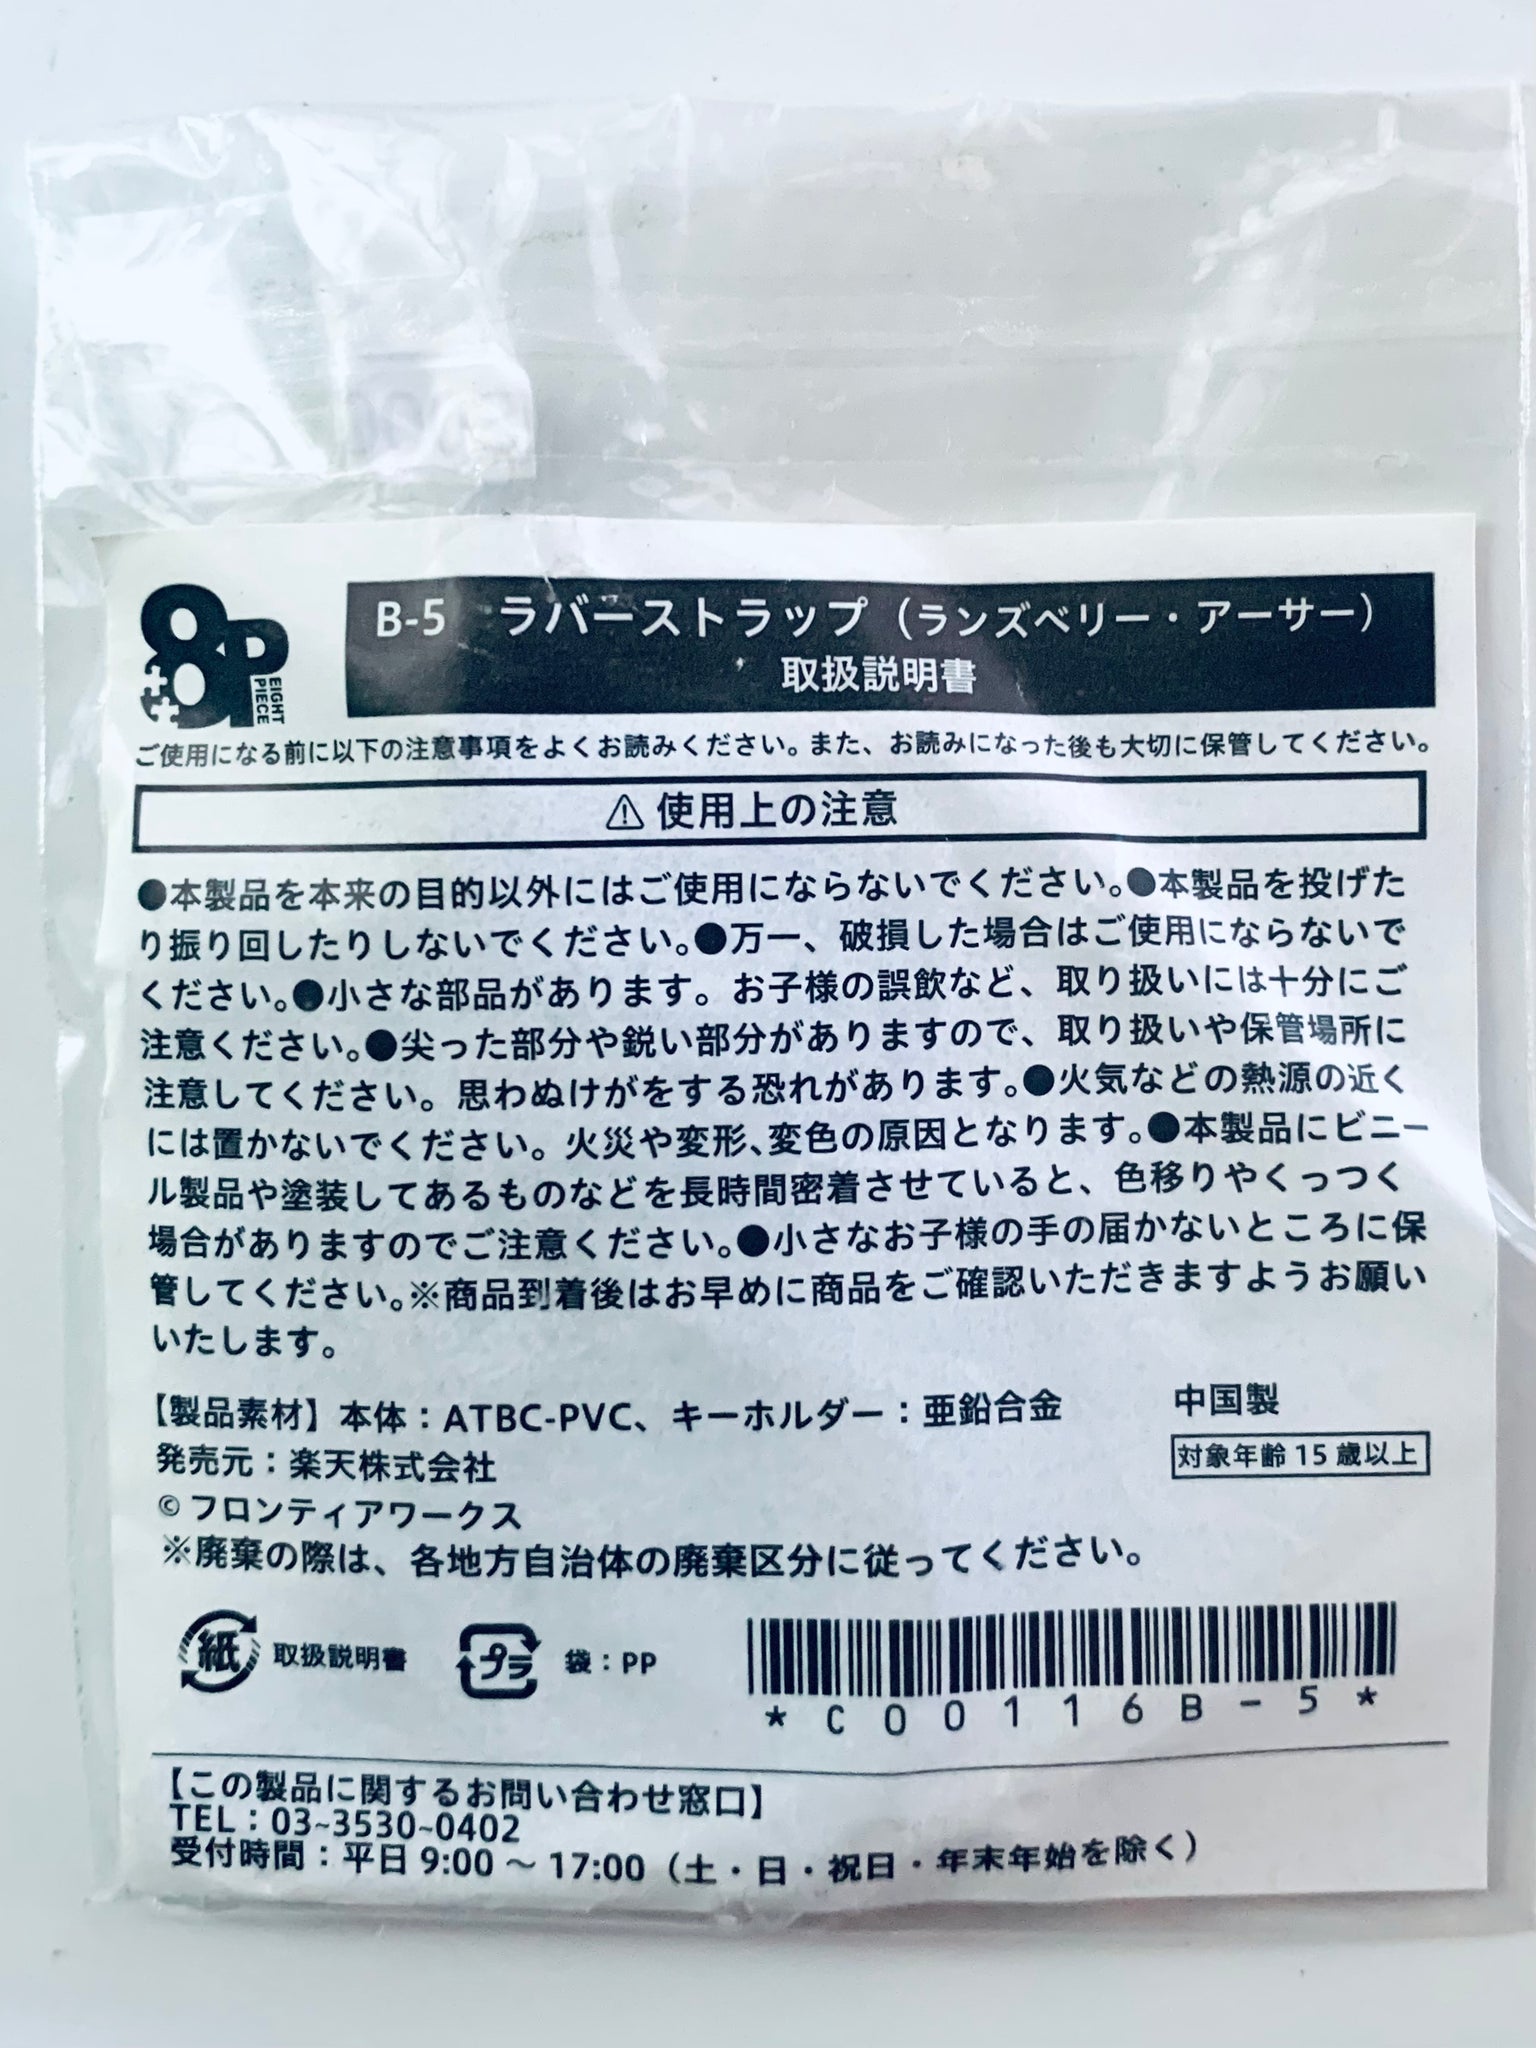 8P
EIGHT
PIECE
B-5　ラバーストラップ（ランズベリー・アーサー）
取扱説明書
ご使用になる前に以下の注意事項をよくお読みください。また、お読みになった後も大切に保管してください。
⚠使用上の注意
●本製品を本来の目的以外にはご使用にならないでください。●本製品を投げた
り振り回したりしないでください。●万一、破損した場合はご使用にならないで
ください。●小さな部品があります。お子様の誤飲など、取り扱いには十分にご
注意ください。●尖った部分や鋭い部分がありますので、取り扱いや保管場所に
注意してください。思わぬけがをする恐れがあります。●火気などの熱源の近く
には置かないでください。火災や変形、変色の原因となります。●本製品にビニー
ル製品や塗装してあるものなどを長時間密着させていると、色移りやくっつく
場合がありますのでご注意ください。●小さなお子様の手の届かないところに保
管してください。※商品到着後はお早めに商品をご確認いただきますようお願い
いたします。
【製品素材】本体：ATBC-PVC、キーホルダー：亜鉛合金
中国製
発売元：楽天株式会社
対象年齢 15 歳以上
© フロンティアワークス
※廃棄の際は、各地方自治体の廃棄区分に従ってください。
紙 取扱説明書 プラ 袋：PP
*C00116B-5*
【この製品に関するお問い合わせ窓口】
TEL：03-3530-0402
受付時間：平日 9:00 ～ 17:00（土・日・祝日・年末年始を除く）